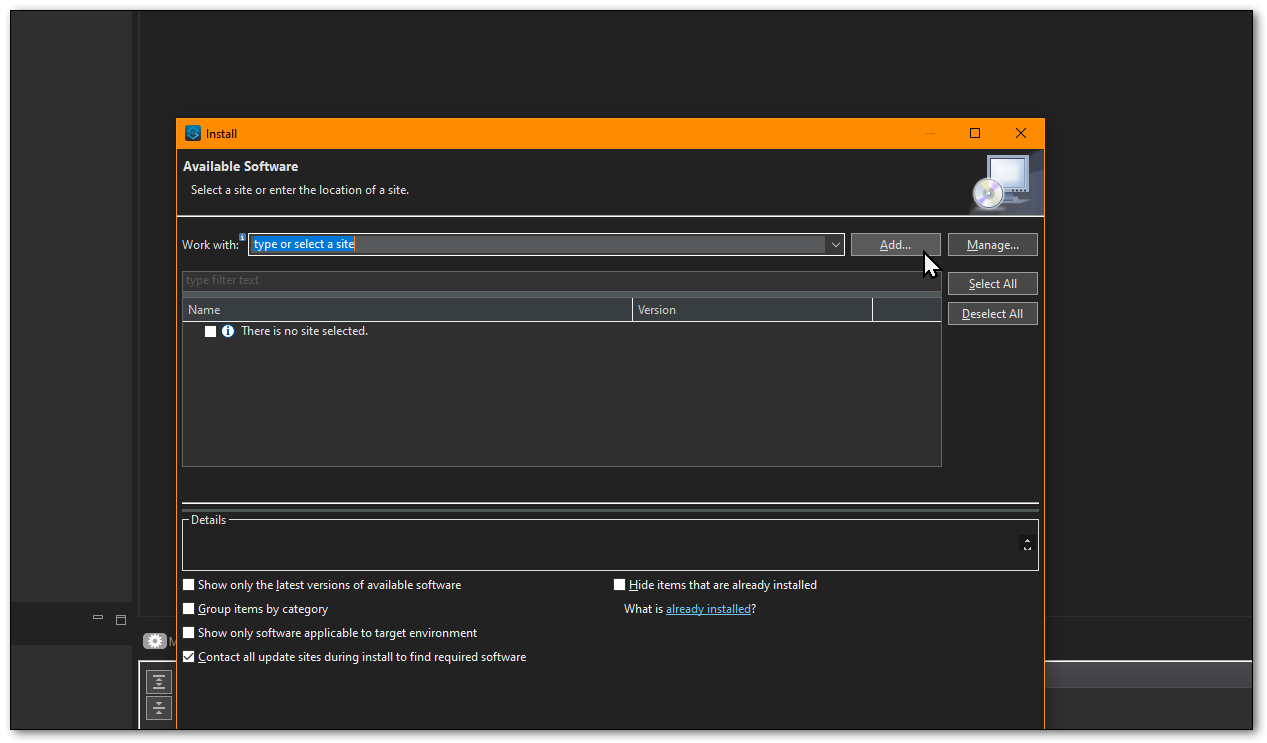 Install
Available Software
Select a site or enter the location of a site.
Work with: type or select a site Add... Manage...
type filter text Select All
Name Version
Deselect All
There is no site selected.
Details
Show only the latest versions of available software Hide items that are already installed
Group items by category What is already installed?
Show only software applicable to target environment
Contact all update sites during install to find required software